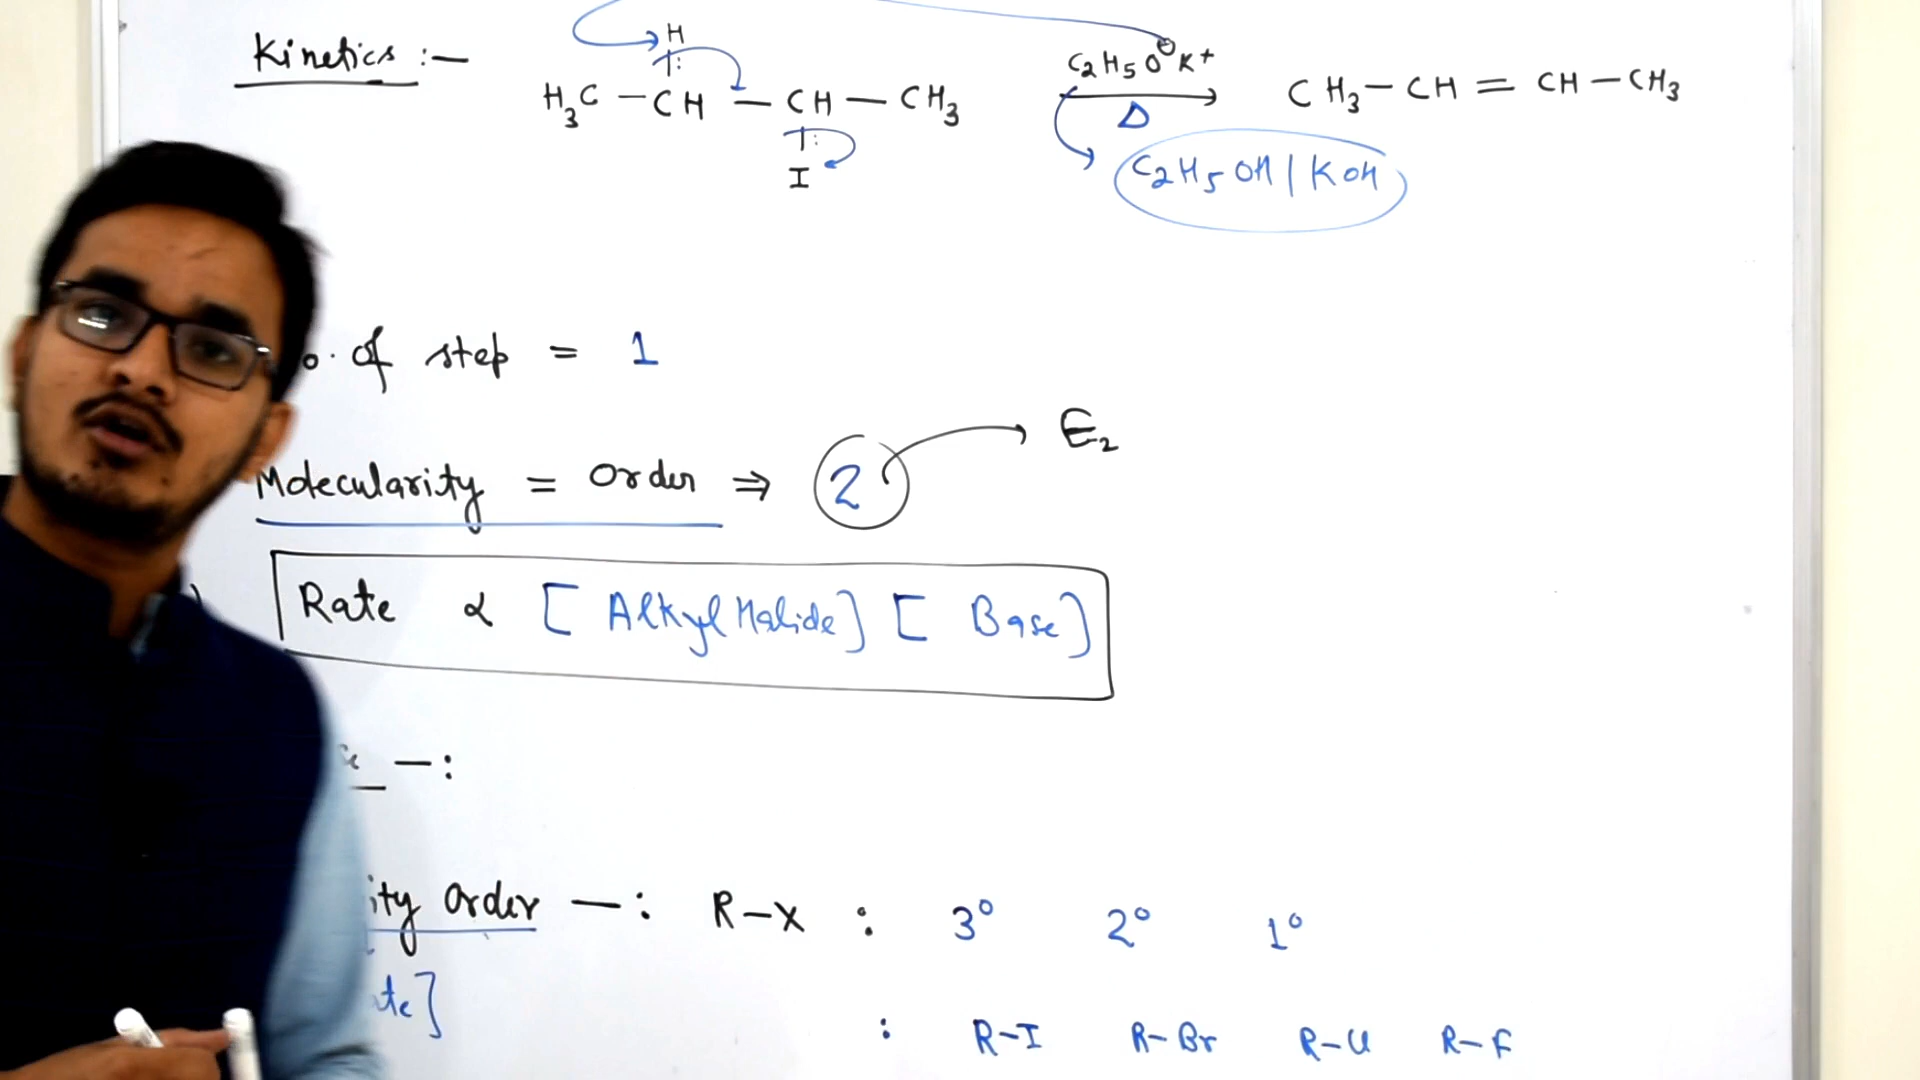 Kinetics :-
H
H3C - CH - CH - CH3
I
C2H5O⊖K+
Δ
CH3 - CH = CH - CH3
C2H5OH | KOH
o. of step = 1
Molecularity = Order ⇒ 2 → E2
Rate ∝ [Alkyl Halide] [Base]
-:
ity Order -: R-X : 3° 2° 1°
te]
: R-I R-Br R-Cl R-F